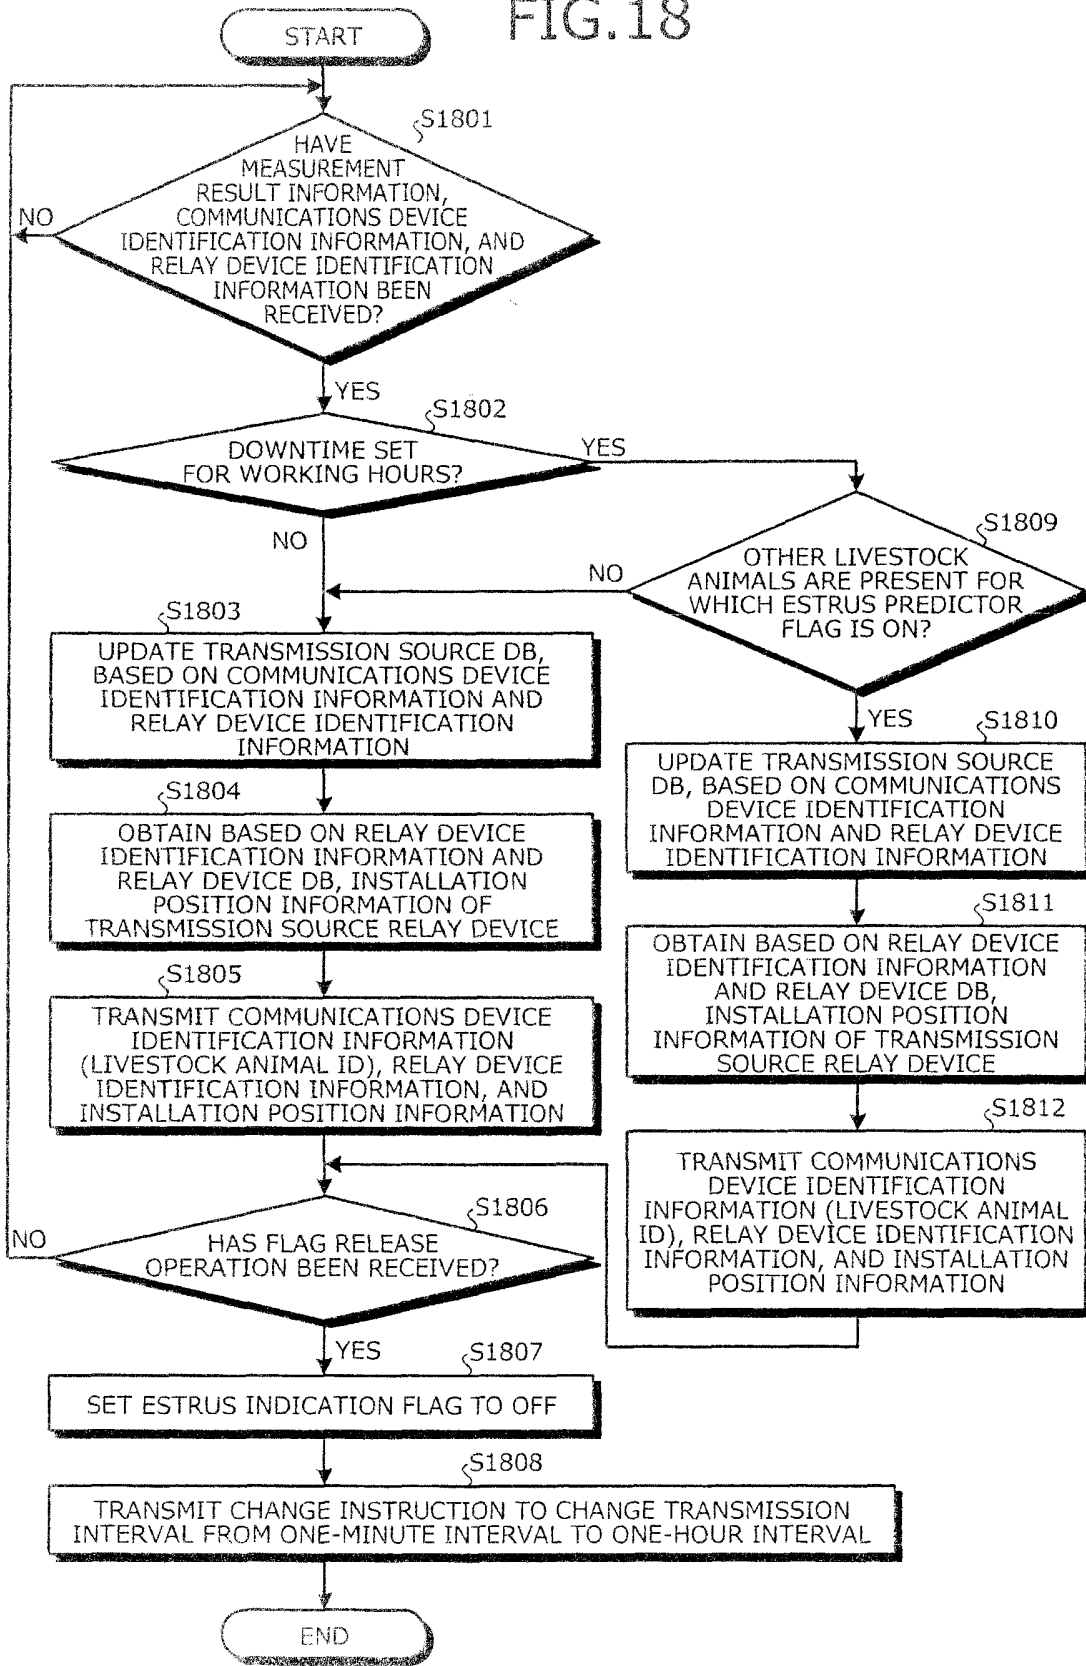 FIG.18
START
S1801
HAVE
MEASUREMENT
RESULT INFORMATION,
COMMUNICATIONS DEVICE
IDENTIFICATION INFORMATION, AND
RELAY DEVICE IDENTIFICATION
INFORMATION BEEN
RECEIVED?
NO
YES
S1802
DOWNTIME SET
FOR WORKING HOURS?
YES
NO
S1809
OTHER LIVESTOCK
ANIMALS ARE PRESENT FOR
WHICH ESTRUS PREDICTOR
FLAG IS ON?
NO
YES
S1803
UPDATE TRANSMISSION SOURCE DB,
BASED ON COMMUNICATIONS DEVICE
IDENTIFICATION INFORMATION AND
RELAY DEVICE IDENTIFICATION
INFORMATION
S1804
OBTAIN BASED ON RELAY DEVICE
IDENTIFICATION INFORMATION AND
RELAY DEVICE DB, INSTALLATION
POSITION INFORMATION OF
TRANSMISSION SOURCE RELAY DEVICE
S1805
TRANSMIT COMMUNICATIONS DEVICE
IDENTIFICATION INFORMATION
(LIVESTOCK ANIMAL ID), RELAY DEVICE
IDENTIFICATION INFORMATION, AND
INSTALLATION POSITION INFORMATION
S1810
UPDATE TRANSMISSION SOURCE
DB, BASED ON COMMUNICATIONS
DEVICE IDENTIFICATION
INFORMATION AND RELAY DEVICE
IDENTIFICATION INFORMATION
S1811
OBTAIN BASED ON RELAY DEVICE
IDENTIFICATION INFORMATION
AND RELAY DEVICE DB,
INSTALLATION POSITION
INFORMATION OF TRANSMISSION
SOURCE RELAY DEVICE
S1812
TRANSMIT COMMUNICATIONS
DEVICE IDENTIFICATION
INFORMATION (LIVESTOCK ANIMAL
ID), RELAY DEVICE IDENTIFICATION
INFORMATION, AND INSTALLATION
POSITION INFORMATION
S1806
HAS FLAG RELEASE
OPERATION BEEN RECEIVED?
NO
YES
S1807
SET ESTRUS INDICATION FLAG TO OFF
S1808
TRANSMIT CHANGE INSTRUCTION TO CHANGE TRANSMISSION
INTERVAL FROM ONE-MINUTE INTERVAL TO ONE-HOUR INTERVAL
END